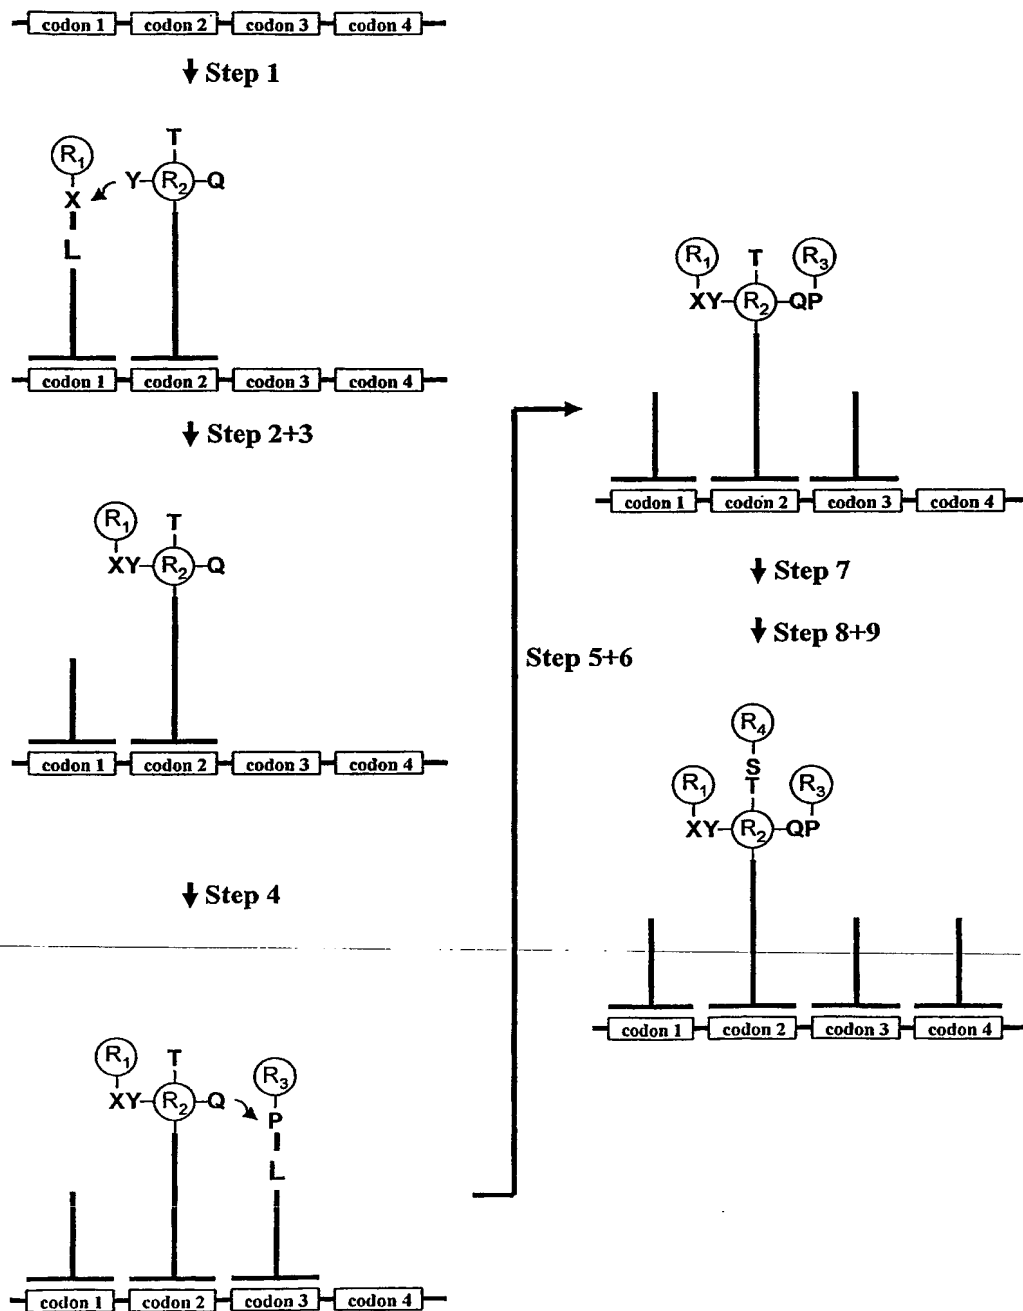 codon 1 codon 2 codon 3 codon 4
Step 1
T
R1
Y R2 Q
X
L
codon 1 codon 2 codon 3 codon 4
Step 2+3
R1 T
XY R2 Q
codon 1 codon 2 codon 3 codon 4
Step 4
R1 T
R3
XY R2 Q
P
L
codon 1 codon 2 codon 3 codon 4
Step 5+6
R1 T R3
XY R2 QP
codon 1 codon 2 codon 3 codon 4
Step 7
Step 8+9
R4
S
R1 T R3
XY R2 QP
codon 1 codon 2 codon 3 codon 4